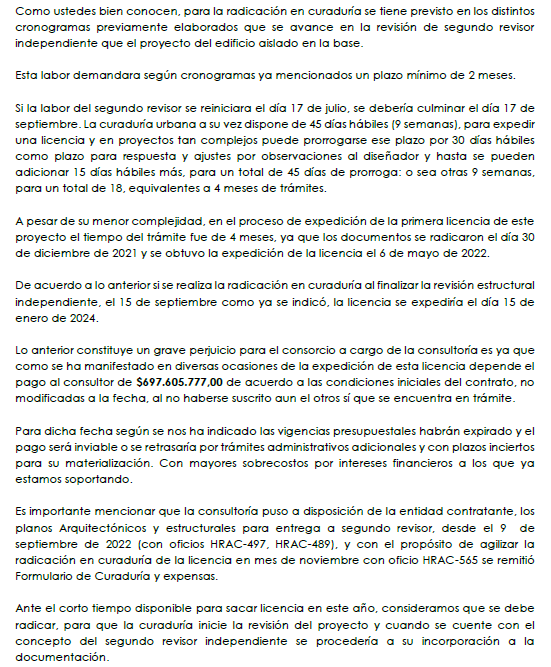 Como ustedes bien conocen, para la radicación en curaduría se tiene previsto en los distintos
cronogramas previamente elaborados que se avance en la revisión de segundo revisor
independiente que el proyecto del edificio aislado en la base.
Esta labor demandara según cronogramas ya mencionados un plazo mínimo de 2 meses.
Si la labor del segundo revisor se reiniciara el día 17 de julio, se debería culminar el día 17 de
septiembre. La curaduría urbana a su vez dispone de 45 días hábiles (9 semanas), para expedir
una licencia y en proyectos tan complejos puede prorrogarse ese plazo por 30 días hábiles
como plazo para respuesta y ajustes por observaciones al diseñador y hasta se pueden
adicionar 15 días hábiles más, para un total de 45 días de prorroga: o sea otras 9 semanas,
para un total de 18, equivalentes a 4 meses de trámites.
A pesar de su menor complejidad, en el proceso de expedición de la primera licencia de este
proyecto el tiempo del trámite fue de 4 meses, ya que los documentos se radicaron el día 30
de diciembre de 2021 y se obtuvo la expedición de la licencia el 6 de mayo de 2022.
De acuerdo a lo anterior si se realiza la radicación en curaduría al finalizar la revisión estructural
independiente, el 15 de septiembre como ya se indicó, la licencia se expediría el día 15 de
enero de 2024.
Lo anterior constituye un grave perjuicio para el consorcio a cargo de la consultoría es ya que
como se ha manifestado en diversas ocasiones de la expedición de esta licencia depende el
pago al consultor de $697.605.777,00 de acuerdo a las condiciones iniciales del contrato, no
modificadas a la fecha, al no haberse suscrito aun el otros sí que se encuentra en trámite.
Para dicha fecha según se nos ha indicado las vigencias presupuestales habrán expirado y el
pago será inviable o se retrasaría por trámites administrativos adicionales y con plazos inciertos
para su materialización. Con mayores sobrecostos por intereses financieros a los que ya
estamos soportando.
Es importante mencionar que la consultoría puso a disposición de la entidad contratante, los
planos Arquitectónicos y estructurales para entrega a segundo revisor, desde el 9 de
septiembre de 2022 (con oficios HRAC-497, HRAC-489), y con el propósito de agilizar la
radicación en curaduría de la licencia en mes de noviembre con oficio HRAC-565 se remitió
Formulario de Curaduría y expensas.
Ante el corto tiempo disponible para sacar licencia en este año, consideramos que se debe
radicar, para que la curaduría inicie la revisión del proyecto y cuando se cuente con el
concepto del segundo revisor independiente se procedería a su incorporación a la
documentación.